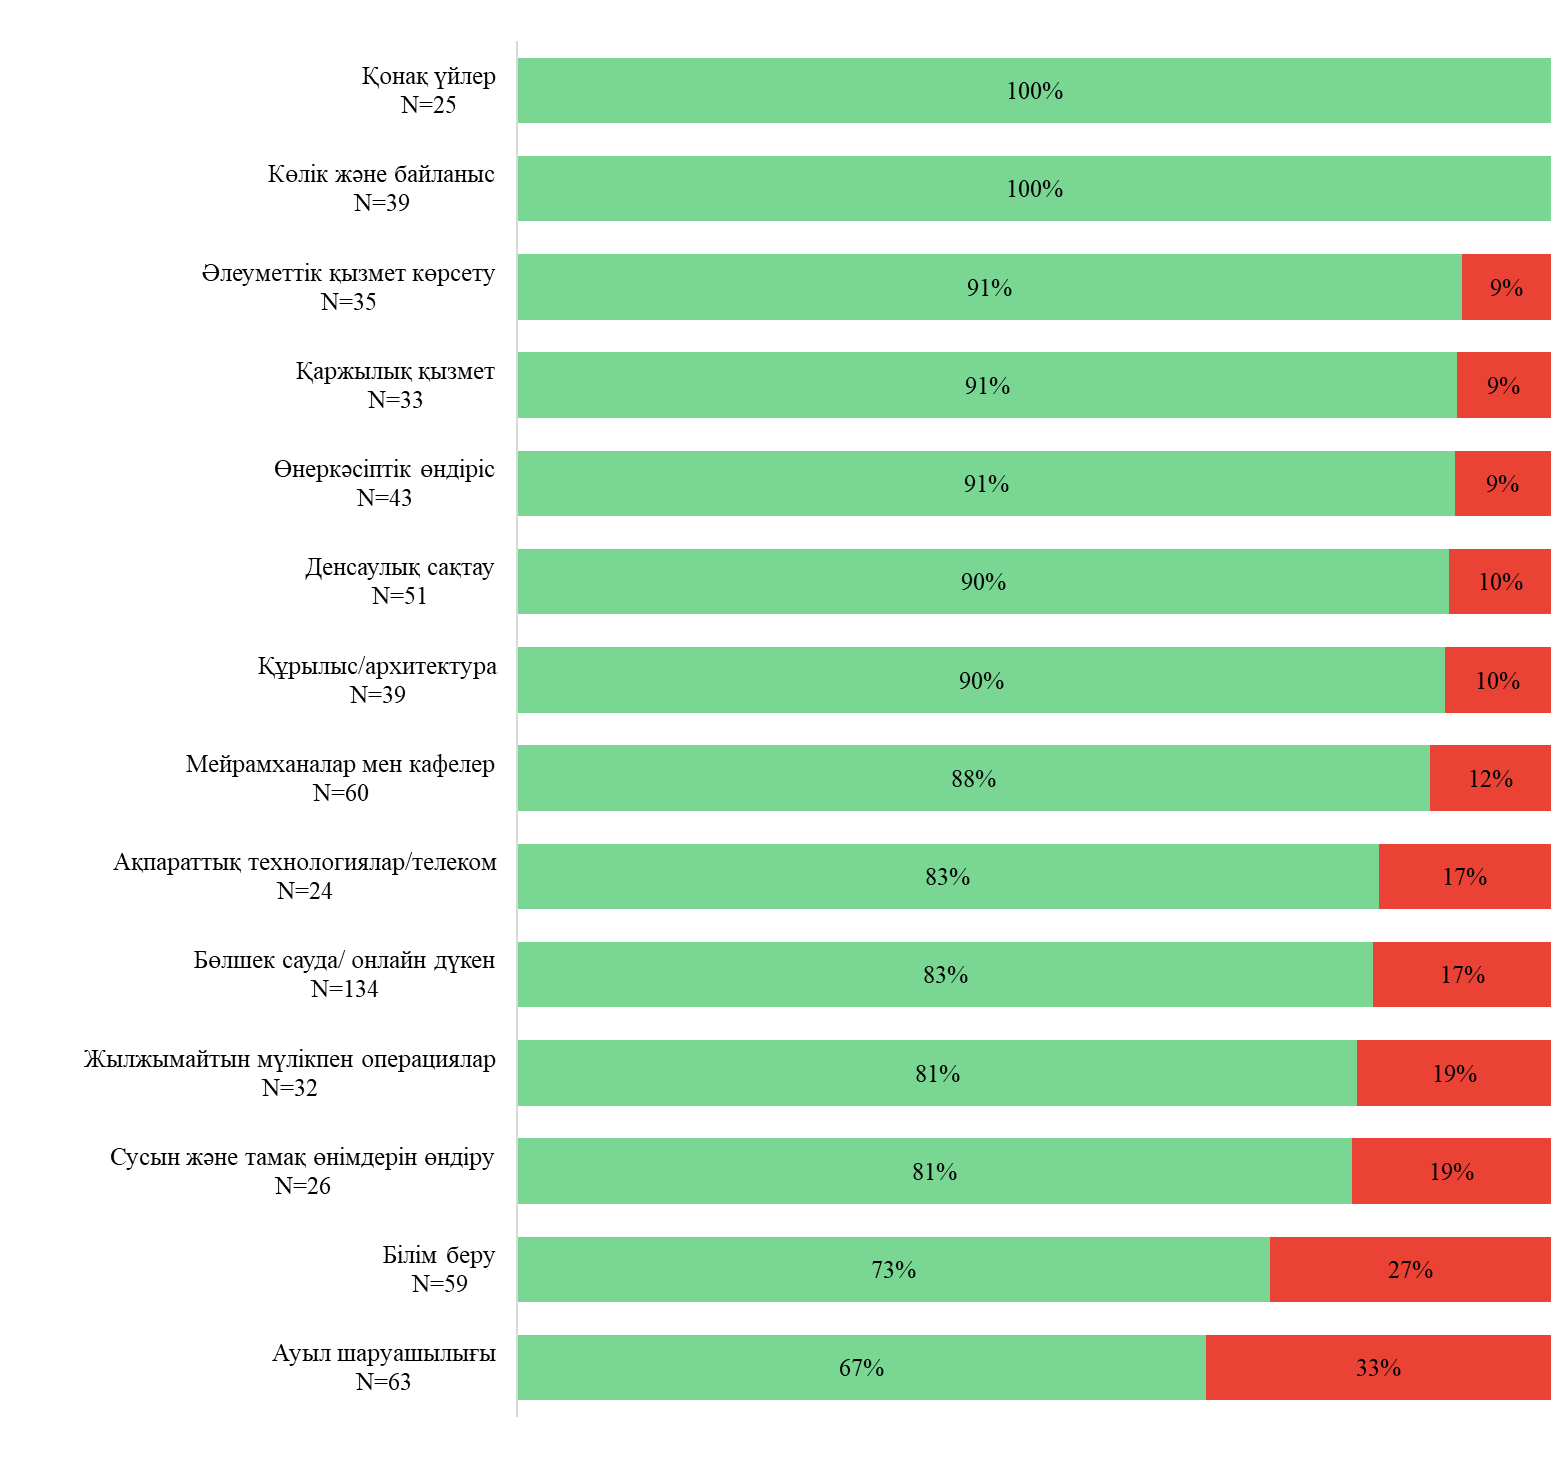 Қонақ үйлер
N=25
100%
Көлік және байланыс
N=39
100%
Әлеуметтік қызмет көрсету
N=35
91%
9%
Қаржылық қызмет
N=33
91%
9%
Өнеркәсіптік өндіріс
N=43
91%
9%
Денсаулық сақтау
N=51
90%
10%
Құрылыс/архитектура
N=39
90%
10%
Мейрамханалар мен кафелер
N=60
88%
12%
Ақпараттық технологиялар/телеком
N=24
83%
17%
Бөлшек сауда/ онлайн дүкен
N=134
83%
17%
Жылжымайтын мүлікпен операциялар
N=32
81%
19%
Сусын және тамақ өнімдерін өндіру
N=26
81%
19%
Білім беру
N=59
73%
27%
Ауыл шаруашылығы
N=63
67%
33%